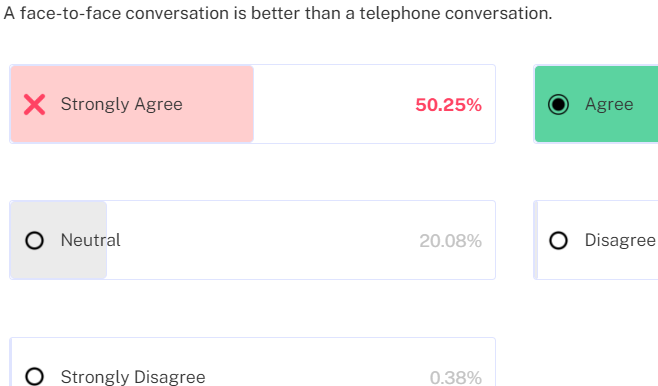 A face-to-face conversation is better than a telephone conversation.
Strongly Agree 50.25%
Agree
Neutral 20.08%
Disagree
Strongly Disagree 0.38%